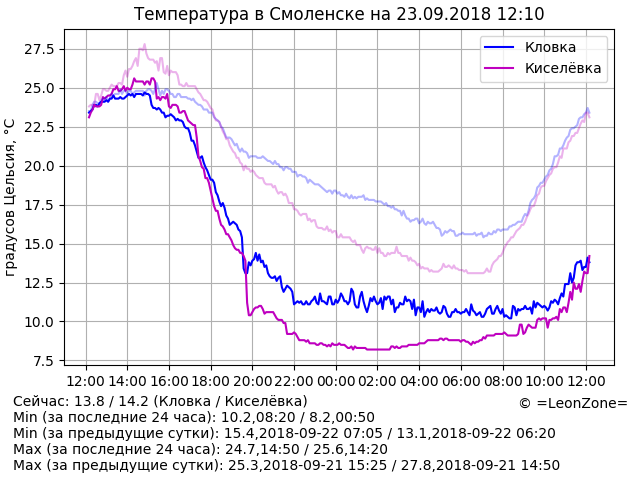 Температура в Смоленске на 23.09.2018 12:10
Кловка
Киселёвка
градусов Цельсия, °C
27.5
25.0
22.5
20.0
17.5
15.0
12.5
10.0
7.5
12:00 14:00 16:00 18:00 20:00 22:00 00:00 02:00 04:00 06:00 08:00 10:00 12:00
Сейчас: 13.8 / 14.2 (Кловка / Киселёвка)
© =LeonZone=
Min (за последние 24 часа): 10.2,08:20 / 8.2,00:50
Min (за предыдущие сутки): 15.4,2018-09-22 07:05 / 13.1,2018-09-22 06:20
Max (за последние 24 часа): 24.7,14:50 / 25.6,14:20
Max (за предыдущие сутки): 25.3,2018-09-21 15:25 / 27.8,2018-09-21 14:50